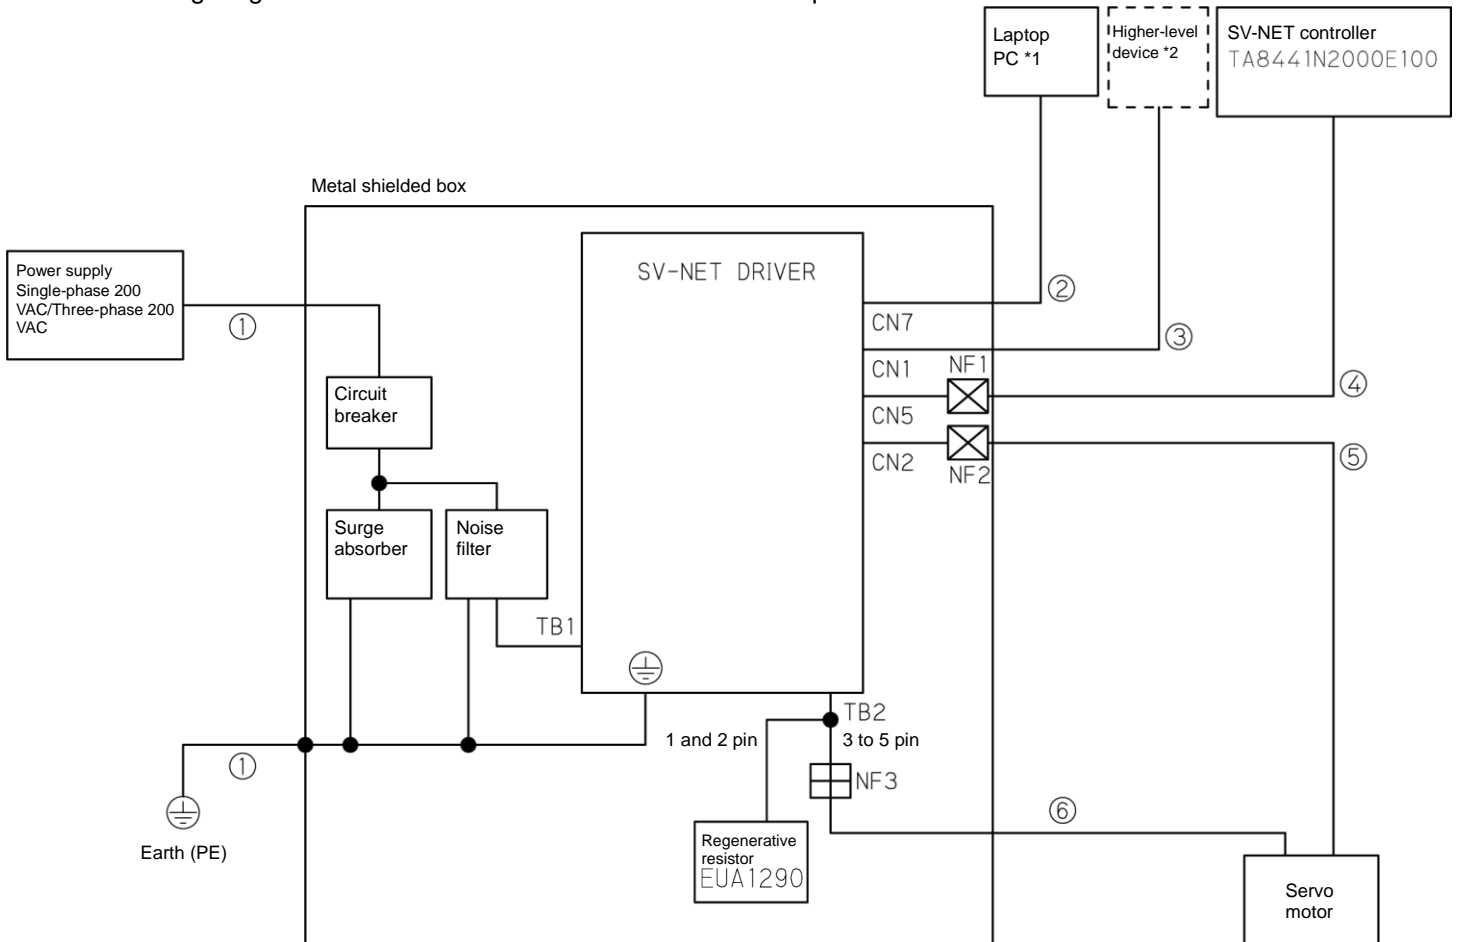 Laptop
PC *1
Higher-level
device *2
SV-NET controller
TA8441N2000E100
Metal shielded box
Power supply
Single-phase 200
VAC/Three-phase 200
VAC
①
SV-NET DRIVER
②
CN7
③
CN1
NF1
④
CN5
CN2
NF2
⑤
Circuit
breaker
Surge
absorber
Noise
filter
TB1
TB2
1 and 2 pin
3 to 5 pin
①
NF3
Earth (PE)
⑥
Regenerative
resistor
EUA1290
Servo
motor